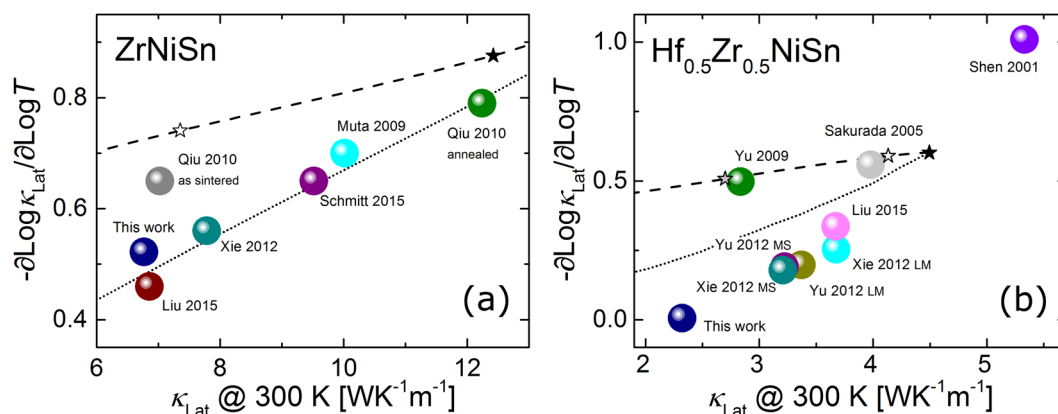 ZrNiSn
-∂Logκ_Lat/∂LogT
0.8
0.6
0.4
Qiu 2010
as sintered
Muta 2009
Qiu 2010
annealed
Schmitt 2015
This work
Xie 2012
Liu 2015
(a)
6 7 8 9 10 11 12 13
κ_Lat @ 300 K [WK⁻¹m⁻¹]
Hf₀.₅Zr₀.₅NiSn
-∂Logκ_Lat/∂LogT
1.0
0.5
0.0
Shen 2001
Sakurada 2005
Yu 2009
Liu 2015
Yu 2012 MS
Xie 2012 LM
Xie 2012 MS
Yu 2012 LM
This work
(b)
2 3 4 5
κ_Lat @ 300 K [WK⁻¹m⁻¹]